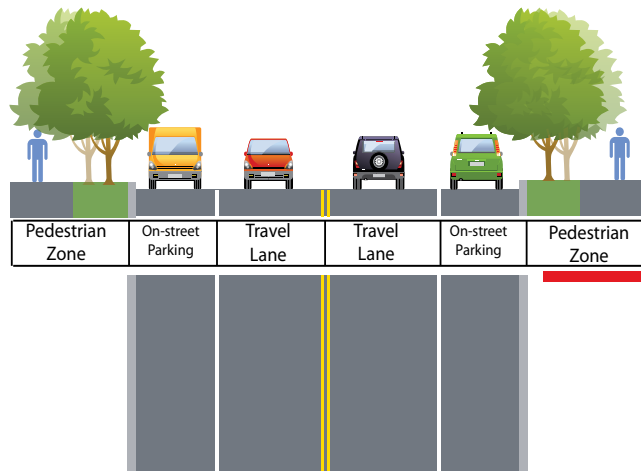 Pedestrian
Zone
On-street
Parking
Travel
Lane
Travel
Lane
On-street
Parking
Pedestrian
Zone